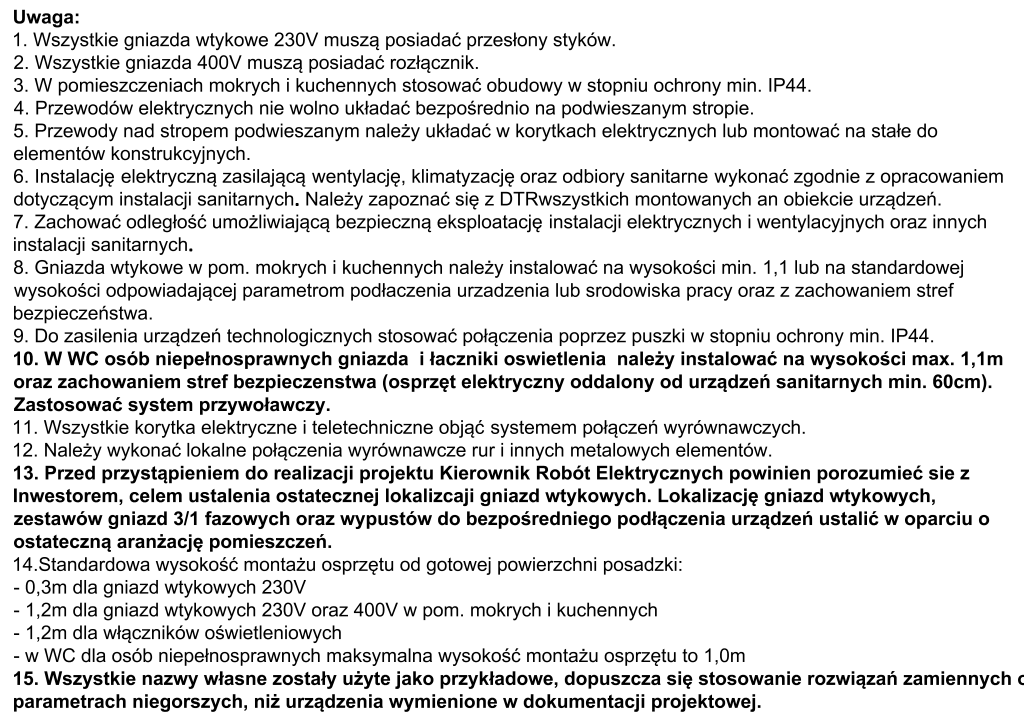 Uwaga:
1. Wszystkie gniazda wtykowe 230V muszą posiadać przesłony styków.
2. Wszystkie gniazda 400V muszą posiadać rozłącznik.
3. W pomieszczeniach mokrych i kuchennych stosować obudowy w stopniu ochrony min. IP44.
4. Przewodów elektrycznych nie wolno układać bezpośrednio na podwieszanym stropie.
5. Przewody nad stropem podwieszanym należy układać w korytkach elektrycznych lub montować na stałe do
elementów konstrukcyjnych.
6. Instalację elektryczną zasilającą wentylację, klimatyzację oraz odbiory sanitarne wykonać zgodnie z opracowaniem
dotyczącym instalacji sanitarnych. Należy zapoznać się z DTRwszystkich montowanych an obiekcie urządzeń.
7. Zachować odległość umożliwiającą bezpieczną eksploatację instalacji elektrycznych i wentylacyjnych oraz innych
instalacji sanitarnych.
8. Gniazda wtykowe w pom. mokrych i kuchennych należy instalować na wysokości min. 1,1 lub na standardowej
wysokości odpowiadającej parametrom podłaczenia urzadzenia lub srodowiska pracy oraz z zachowaniem stref
bezpieczeństwa.
9. Do zasilenia urządzeń technologicznych stosować połączenia poprzez puszki w stopniu ochrony min. IP44.
10. W WC osób niepełnosprawnych gniazda i łaczniki oswietlenia należy instalować na wysokości max. 1,1m
oraz zachowaniem stref bezpieczenstwa (osprzęt elektryczny oddalony od urządzeń sanitarnych min. 60cm).
Zastosować system przywoławczy.
11. Wszystkie korytka elektryczne i teletechniczne objąć systemem połączeń wyrównawczych.
12. Należy wykonać lokalne połączenia wyrównawcze rur i innych metalowych elementów.
13. Przed przystąpieniem do realizacji projektu Kierownik Robót Elektrycznych powinien porozumieć sie z
Inwestorem, celem ustalenia ostatecznej lokalizcaji gniazd wtykowych. Lokalizację gniazd wtykowych,
zestawów gniazd 3/1 fazowych oraz wypustów do bezpośredniego podłączenia urządzeń ustalić w oparciu o
ostateczną aranżację pomieszczeń.
14.Standardowa wysokość montażu osprzętu od gotowej powierzchni posadzki:
- 0,3m dla gniazd wtykowych 230V
- 1,2m dla gniazd wtykowych 230V oraz 400V w pom. mokrych i kuchennych
- 1,2m dla włączników oświetleniowych
- w WC dla osób niepełnosprawnych maksymalna wysokość montażu osprzętu to 1,0m
15. Wszystkie nazwy własne zostały użyte jako przykładowe, dopuszcza się stosowanie rozwiązań zamiennych
parametrach niegorszych, niż urządzenia wymienione w dokumentacji projektowej.